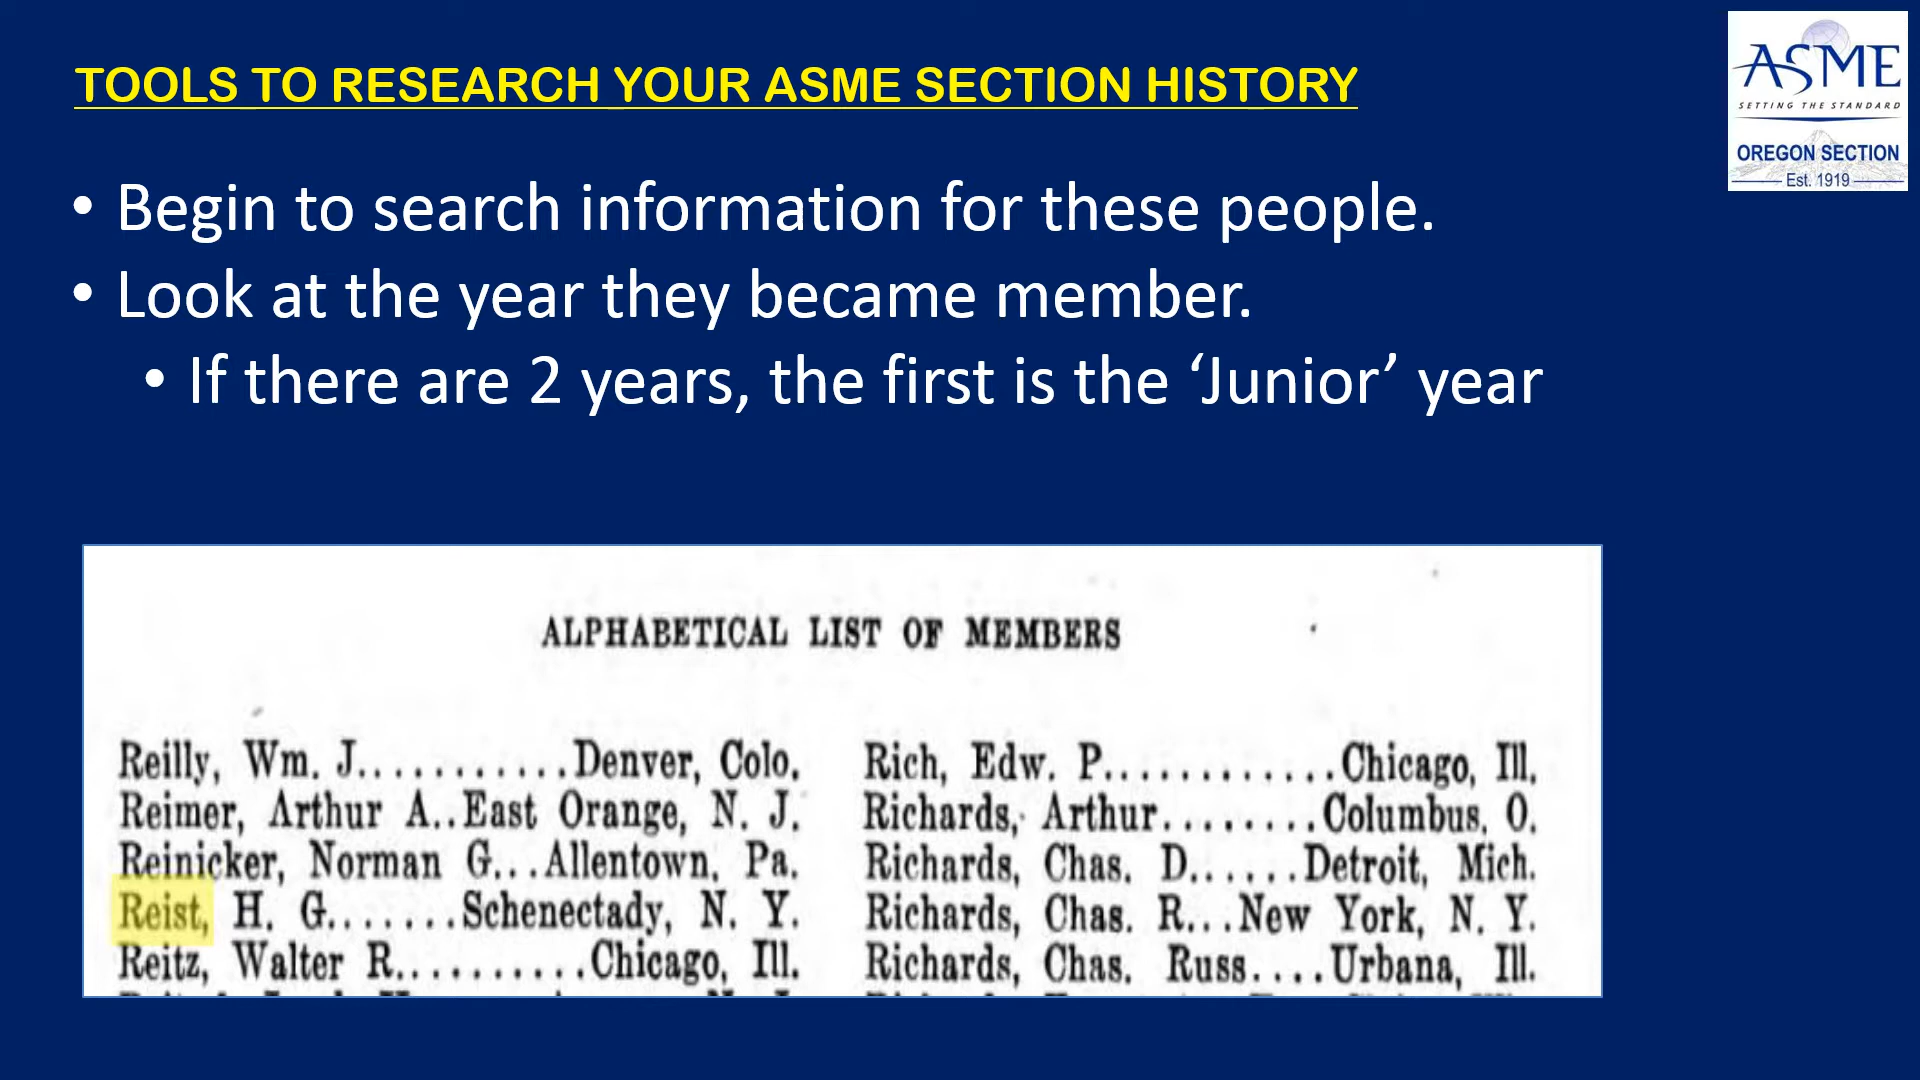 TOOLS TO RESEARCH YOUR ASME SECTION HISTORY
ASME
SETTING THE STANDARD
OREGON SECTION
Est. 1919
• Begin to search information for these people.
• Look at the year they became member.
• If there are 2 years, the first is the ‘Junior’ year
ALPHABETICAL LIST OF MEMBERS
Reilly, Wm. J...........Denver, Colo.
Reimer, Arthur A..East Orange, N. J.
Reinicker, Norman G...Allentown, Pa.
Reist, H. G.......Schenectady, N. Y.
Reitz, Walter R..........Chicago, Ill.
Rich, Edw. P............Chicago, Ill.
Richards, Arthur........Columbus, O.
Richards, Chas. D......Detroit, Mich.
Richards, Chas. R...New York, N. Y.
Richards, Chas. Russ....Urbana, Ill.